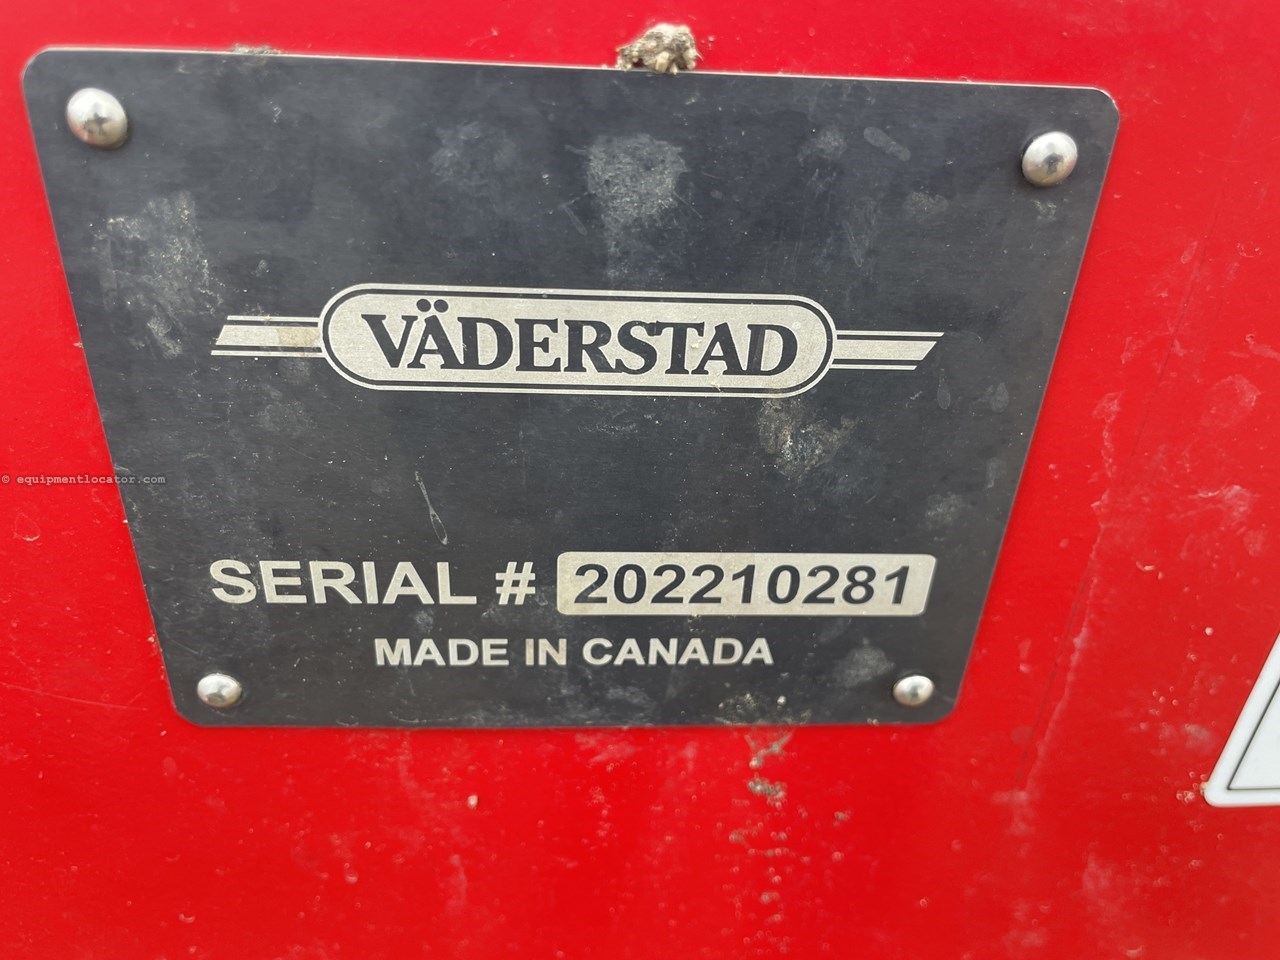 VÄDERSTAD
© equipmentlocator.com
SERIAL # 202210281
MADE IN CANADA